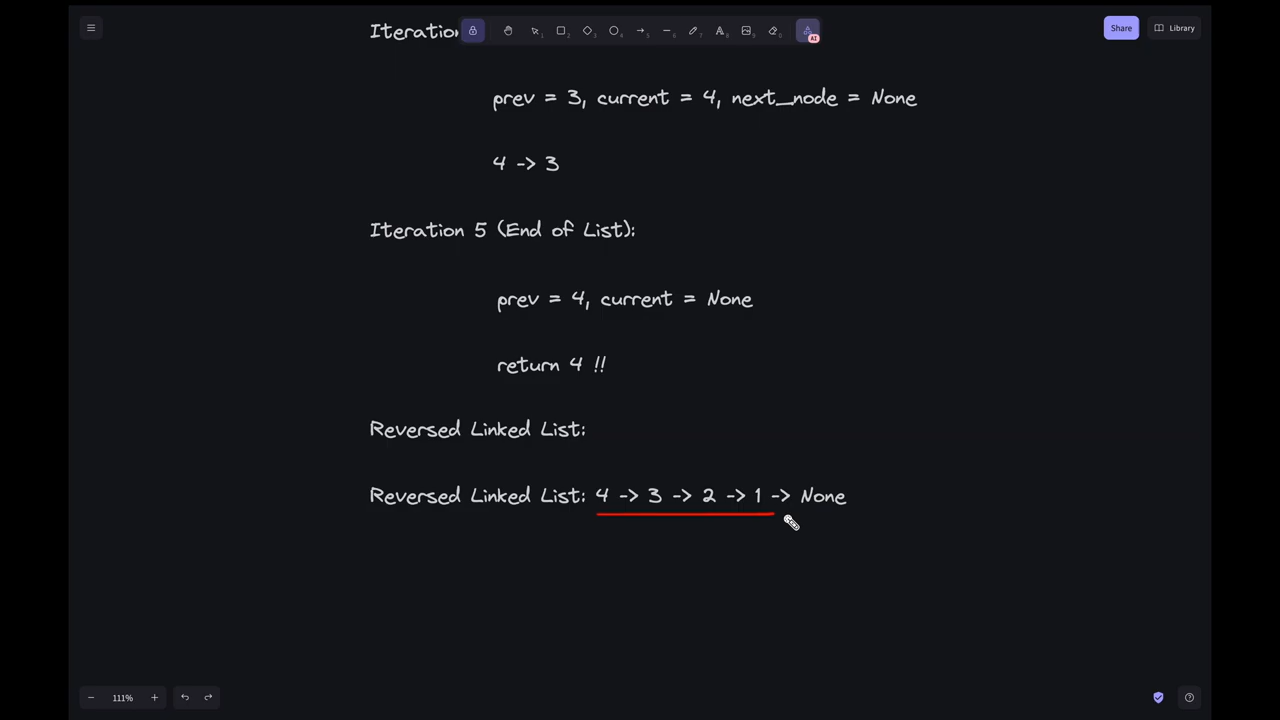 Iteration
AI
Share
Library
prev = 3, current = 4, next_node = None
4 -> 3
Iteration 5 (End of List):
prev = 4, current = None
return 4 !!
Reversed Linked List:
Reversed Linked List: 4 -> 3 -> 2 -> 1 -> None
111%